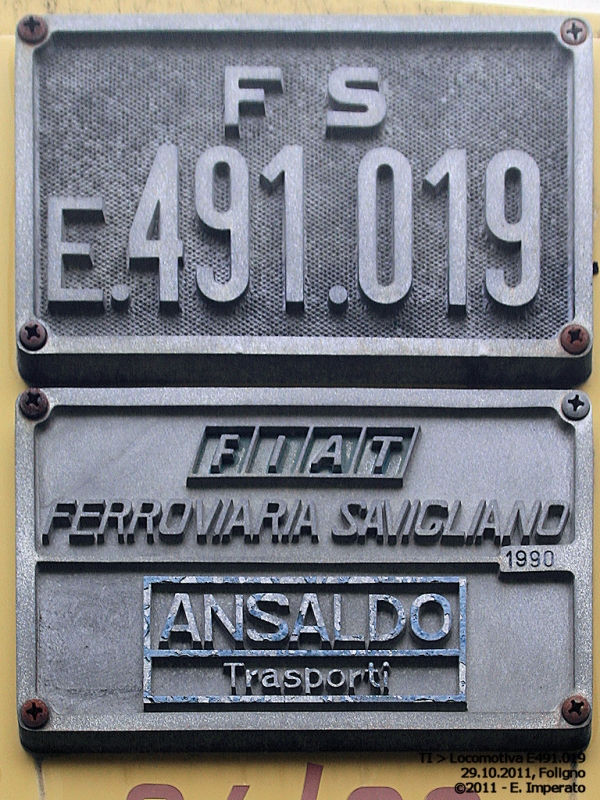 FS
E.491.019
FIAT
FERROVIARIA SAVIGLIANO
1990
ANSALDO
Trasporti
TI > Locomotiva E491.019
29.10.2011, Foligno
©2011 - E. Imperato